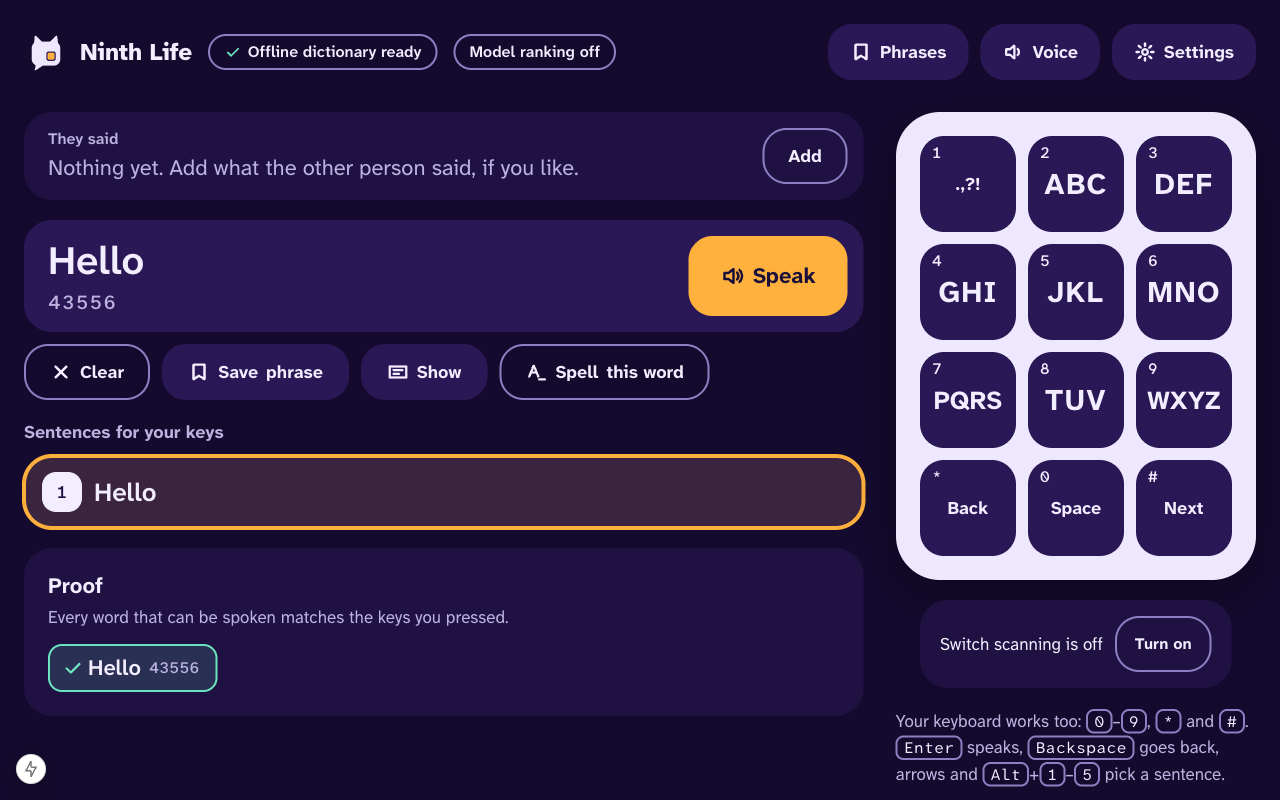 Ninth Life
Offline dictionary ready
Model ranking off
Phrases
Voice
Settings
They said
Nothing yet. Add what the other person said, if you like.
Add
Hello
43556
Speak
Clear
Save phrase
Show
Spell this word
Sentences for your keys
1
Hello
Proof
Every word that can be spoken matches the keys you pressed.
Hello 43556
1
.,?!
2
ABC
3
DEF
4
GHI
5
JKL
6
MNO
7
PQRS
8
TUV
9
WXYZ
*
Back
0
Space
#
Next
Switch scanning is off
Turn on
Your keyboard works too: 0–9, * and #.
Enter speaks, Backspace goes back,
arrows and Alt+1–5 pick a sentence.